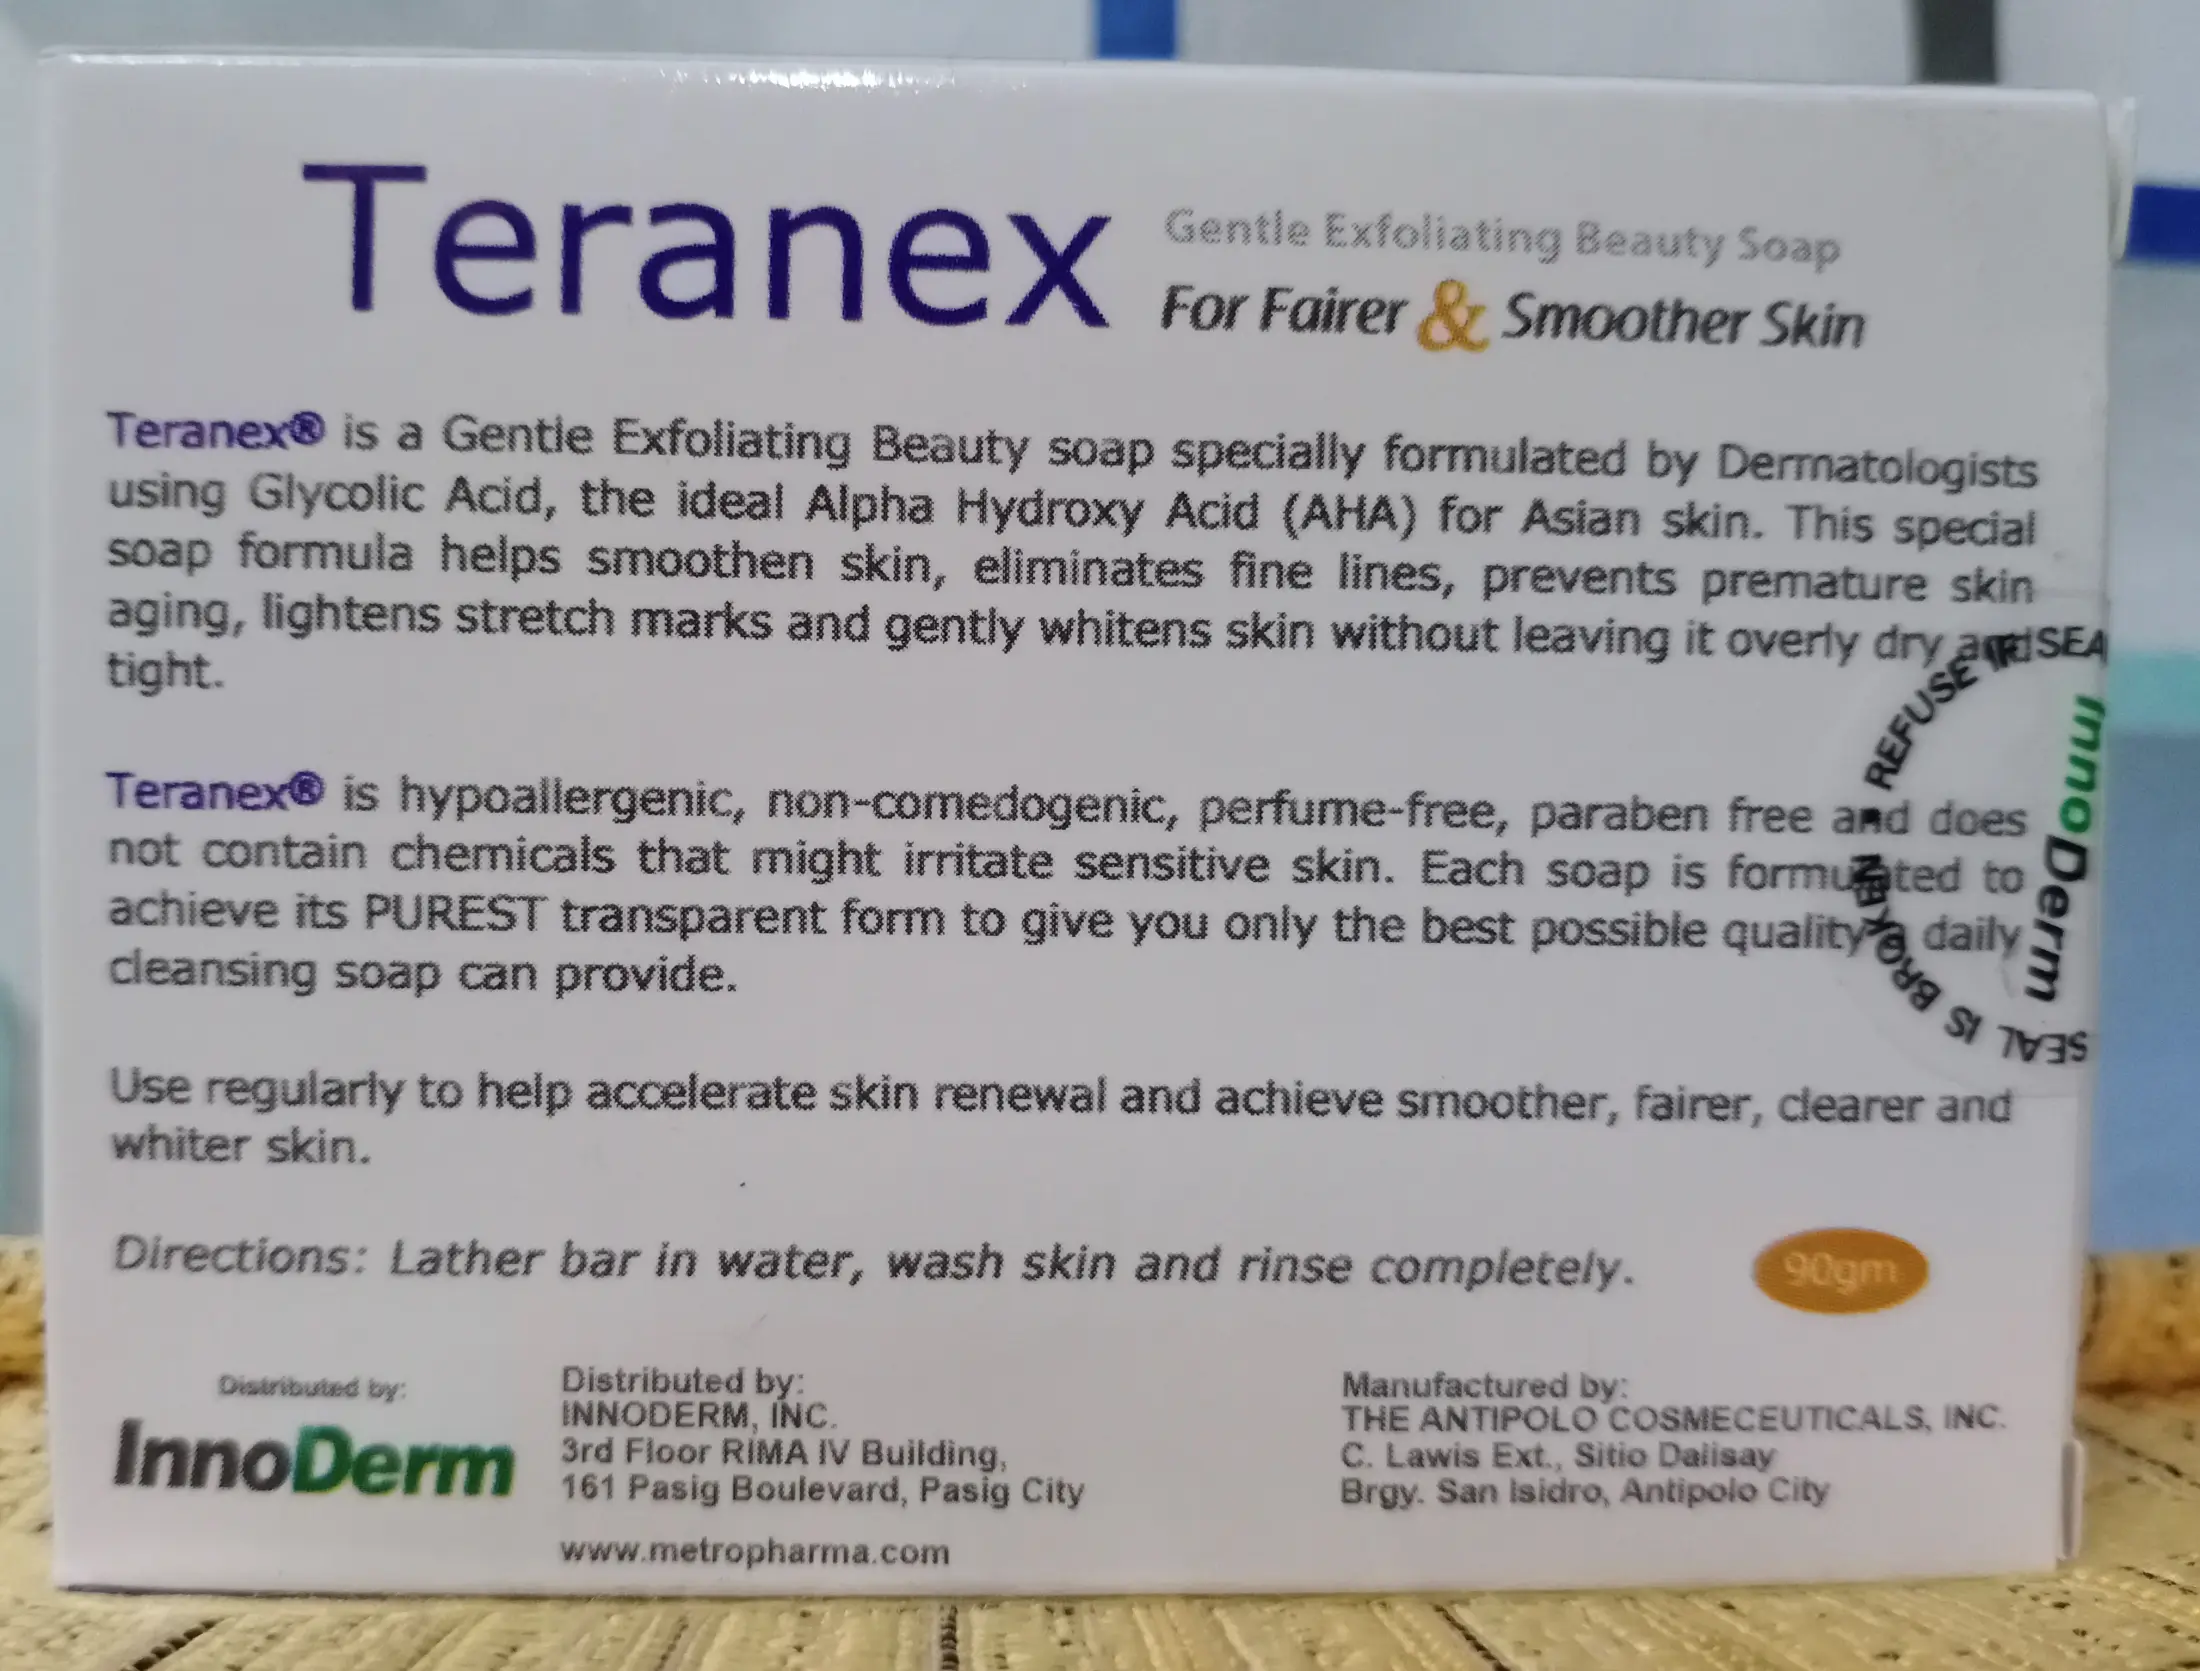 Teranex
Gentle Exfoliating Beauty Soap
For Fairer & Smoother Skin
Teranex® is a Gentle Exfoliating Beauty soap specially formulated by Dermatologists
using Glycolic Acid, the ideal Alpha Hydroxy Acid (AHA) for Asian skin. This special
soap formula helps smoothen skin, eliminates fine lines, prevents premature skin
aging, lightens stretch marks and gently whitens skin without leaving it overly dry and
tight.
Teranex® is hypoallergenic, non-comedogenic, perfume-free, paraben free and does
not contain chemicals that might irritate sensitive skin. Each soap is formulated to
achieve its PUREST transparent form to give you only the best possible quality a daily
cleansing soap can provide.
REFUSE IF SEA
InnoDerm
SEAL IS BROKEN
Use regularly to help accelerate skin renewal and achieve smoother, fairer, clearer and
whiter skin.
Directions: Lather bar in water, wash skin and rinse completely.
90gm
Distributed by:
InnoDerm
Distributed by:
INNODERM, INC.
3rd Floor RIMA IV Building,
161 Pasig Boulevard, Pasig City
www.metropharma.com
Manufactured by:
THE ANTIPOLO COSMECEUTICALS, INC.
C. Lawis Ext., Sitio Dalisay
Brgy. San Isidro, Antipolo City